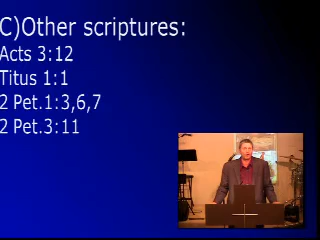 C)Other scriptures:
Acts 3:12
Titus 1:1
2 Pet.1:3,6,7
2 Pet.3:11